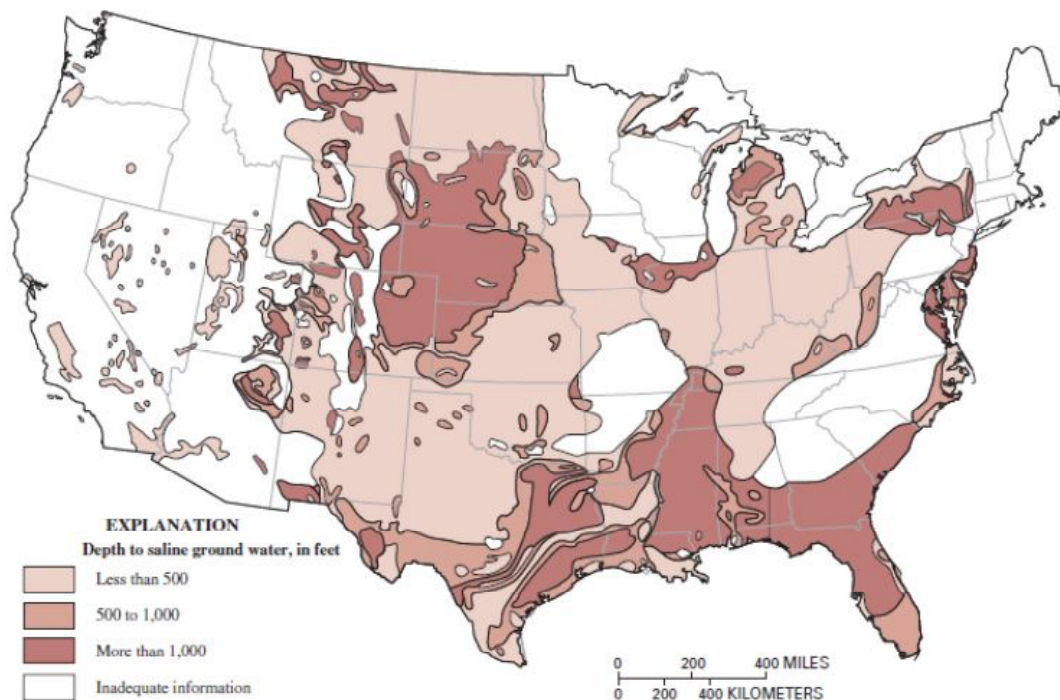 EXPLANATION
Depth to saline ground water, in feet
Less than 500
500 to 1,000
More than 1,000
Inadequate information
0 200 400 MILES
0 200 400 KILOMETERS